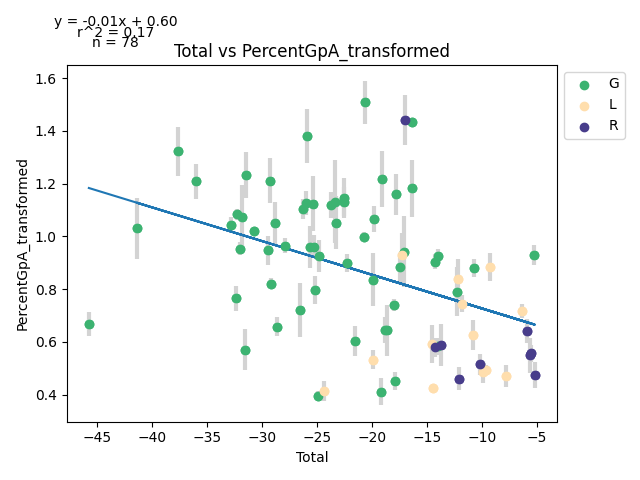 y = -0.01x + 0.60
r^2 = 0.17
n = 78
Total vs PercentGpA_transformed
1.6
1.4
1.2
1.0
0.8
0.6
0.4
PercentGpA_transformed
−45
−40
−35
−30
−25
−20
−15
−10
−5
Total
G
L
R